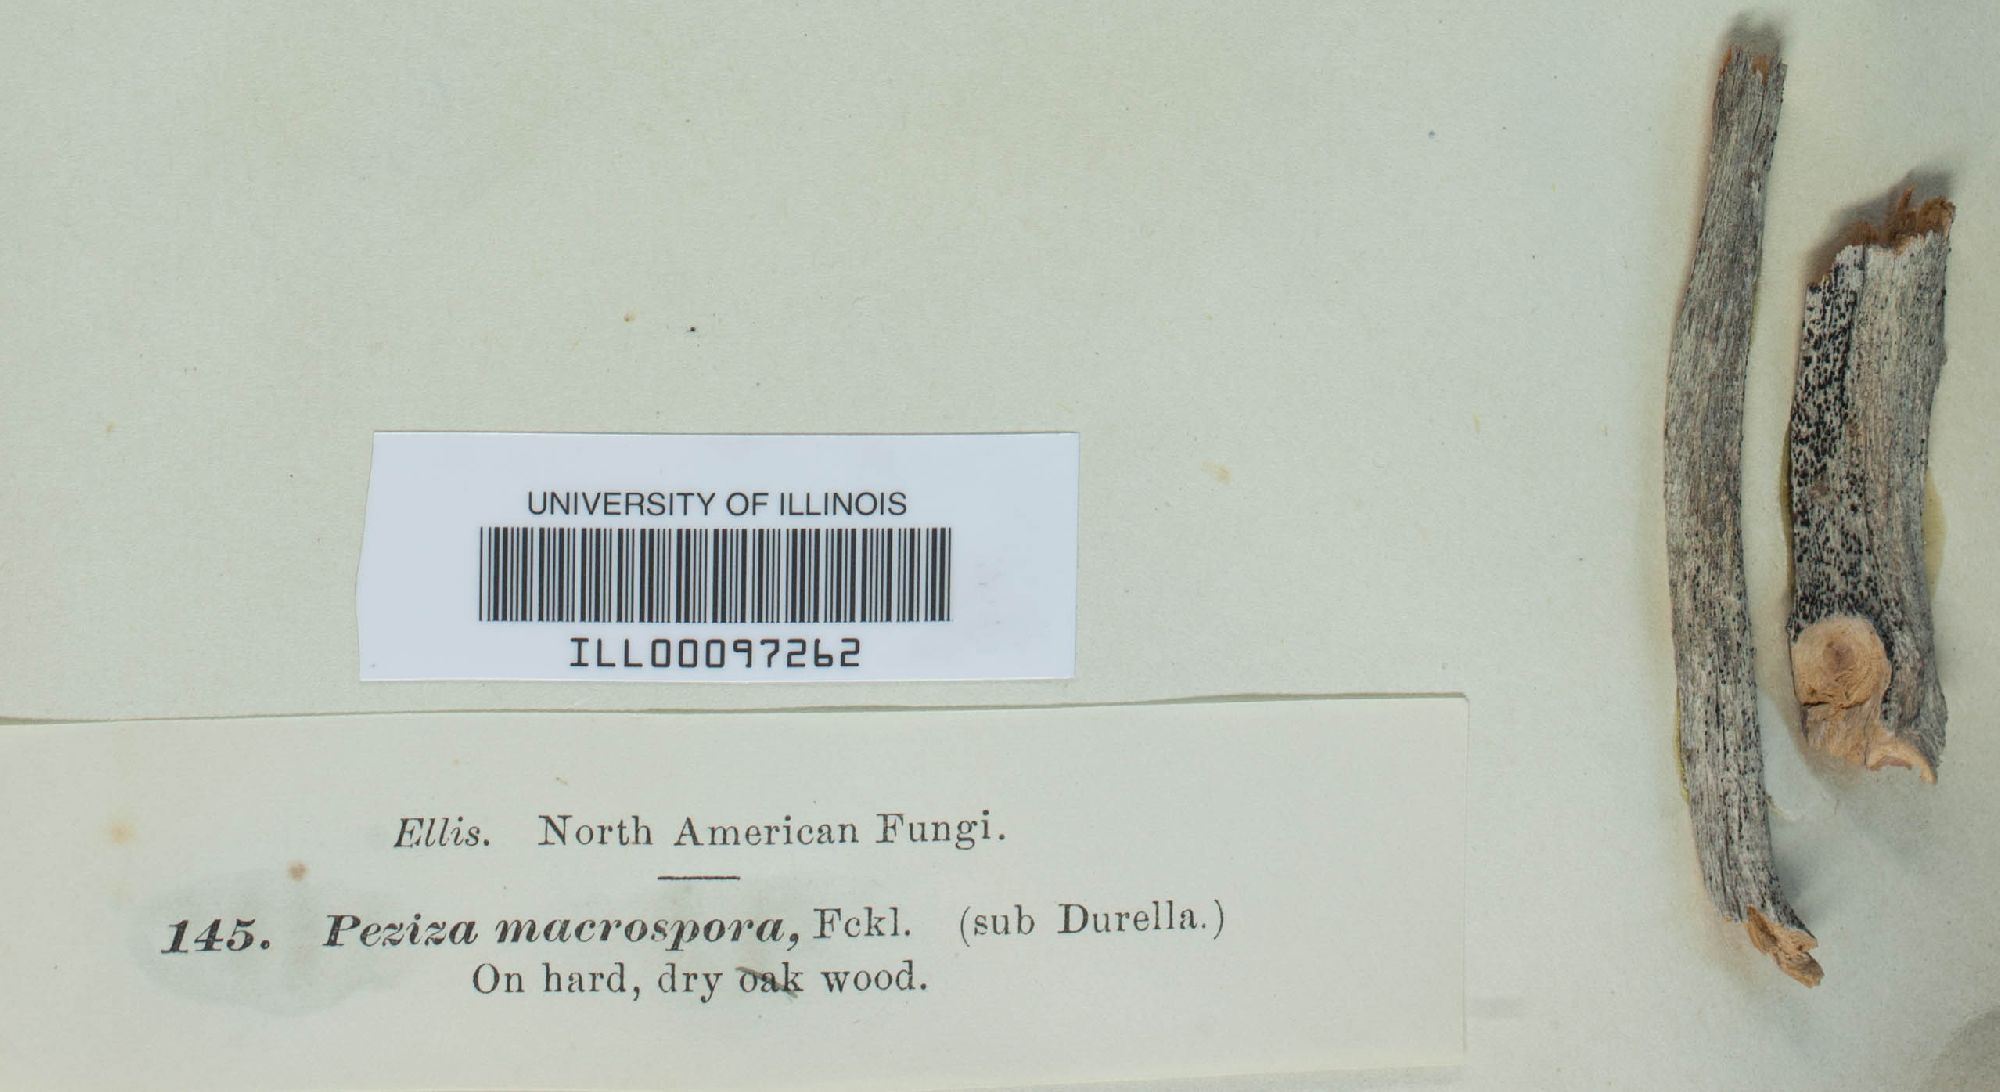 UNIVERSITY OF ILLINOIS
ILL00097262
Ellis. North American Fungi.
145. Peziza macrospora, Fckl. (sub Durella.)
On hard, dry oak wood.